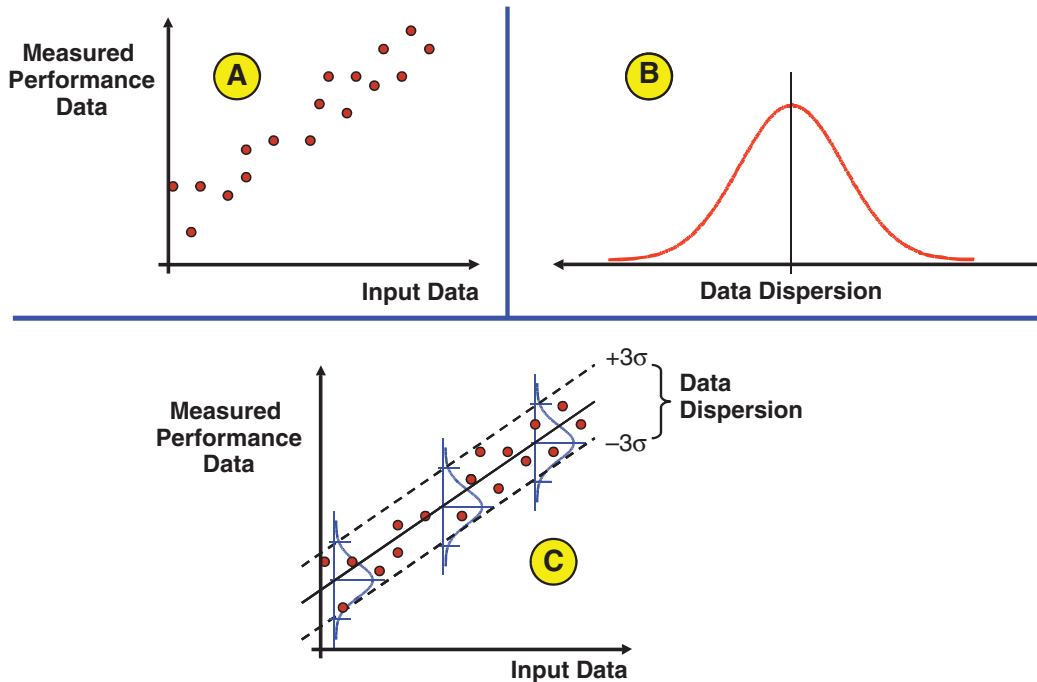 Measured
Performance
Data
A
Input Data
B
Data Dispersion
Measured
Performance
Data
+3σ
Data
Dispersion
−3σ
C
Input Data